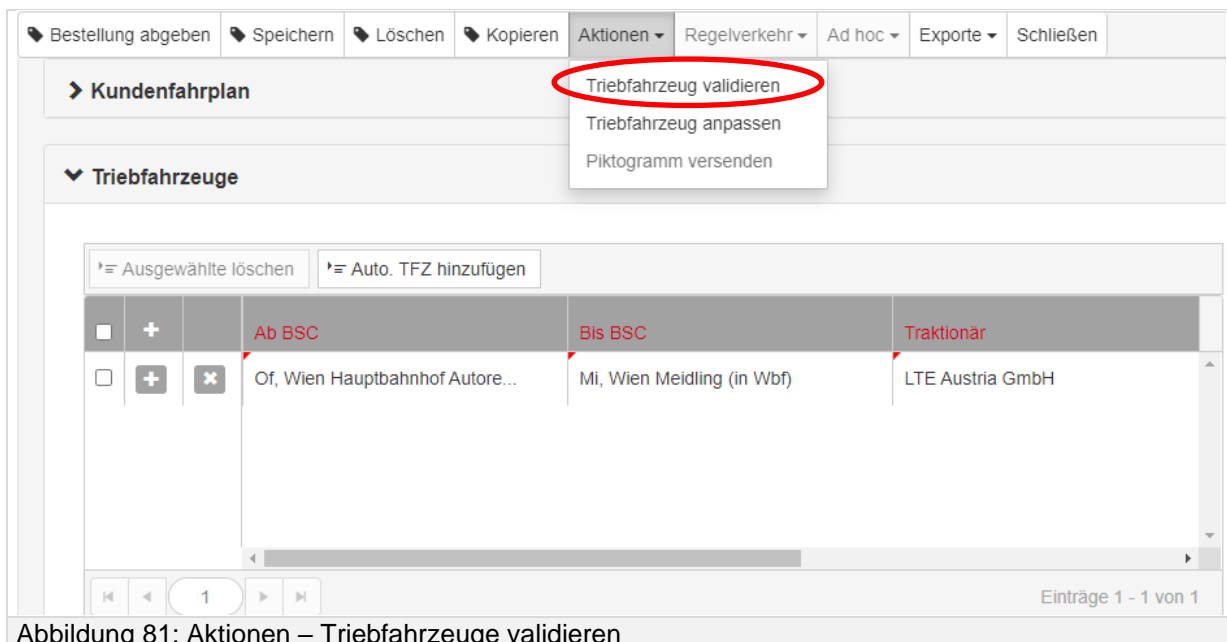 Bestellung abgeben Speichern Löschen Kopieren Aktionen Regelverkehr Ad hoc Exporte Schließen
Kundenfahrplan
Triebfahrzeug validieren
Triebfahrzeug anpassen
Piktogramm versenden
Triebfahrzeuge
Ausgewählte löschen Auto. TFZ hinzufügen
Ab BSC Bis BSC Traktionär
Of, Wien Hauptbahnhof Autore... Mi, Wien Meidling (in Wbf) LTE Austria GmbH
1 Einträge 1 - 1 von 1
Abbildung 81: Aktionen – Triebfahrzeuge validieren